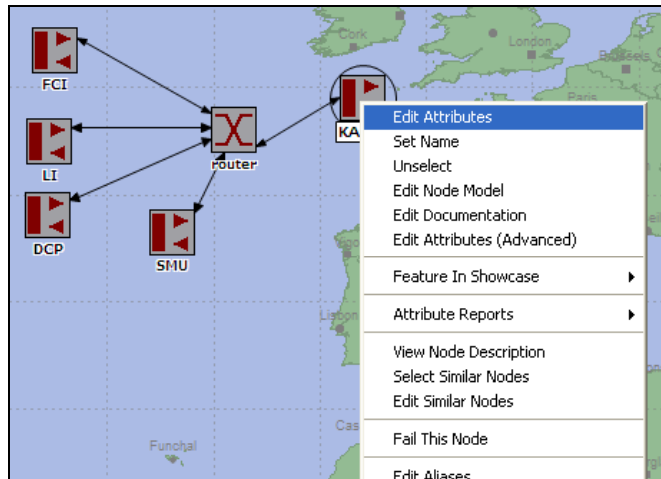 Cork
London
Brussels
FCI
KA
Paris
Edit Attributes
Set Name
LI
router
Unselect
Edit Node Model
Edit Documentation
DCP
Edit Attributes (Advanced)
SMU
Feature In Showcase
Lisbon
Attribute Reports
View Node Description
Select Similar Nodes
Edit Similar Nodes
Cas
Funchal
Fail This Node
Edit Aliases